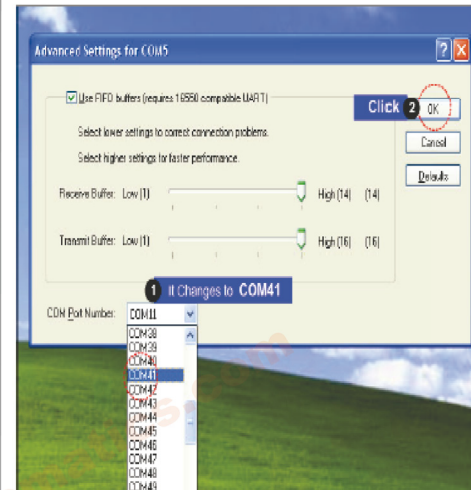 Advanced Settings for COM5
Use FIFO buffers (requires 16550 compatible UART)
Click 2 OK
Select lower settings to correct connection problems.
Cancel
Select higher settings for faster performance.
Defaults
Receive Buffer: Low (1) High (14) (14)
Transmit Buffer: Low (1) High (16) (16)
1 It Changes to COM41
COM Port Number: COM11
COM38
COM39
COM40
COM41
COM42
COM43
COM44
COM45
COM46
COM47
COM48
COM49